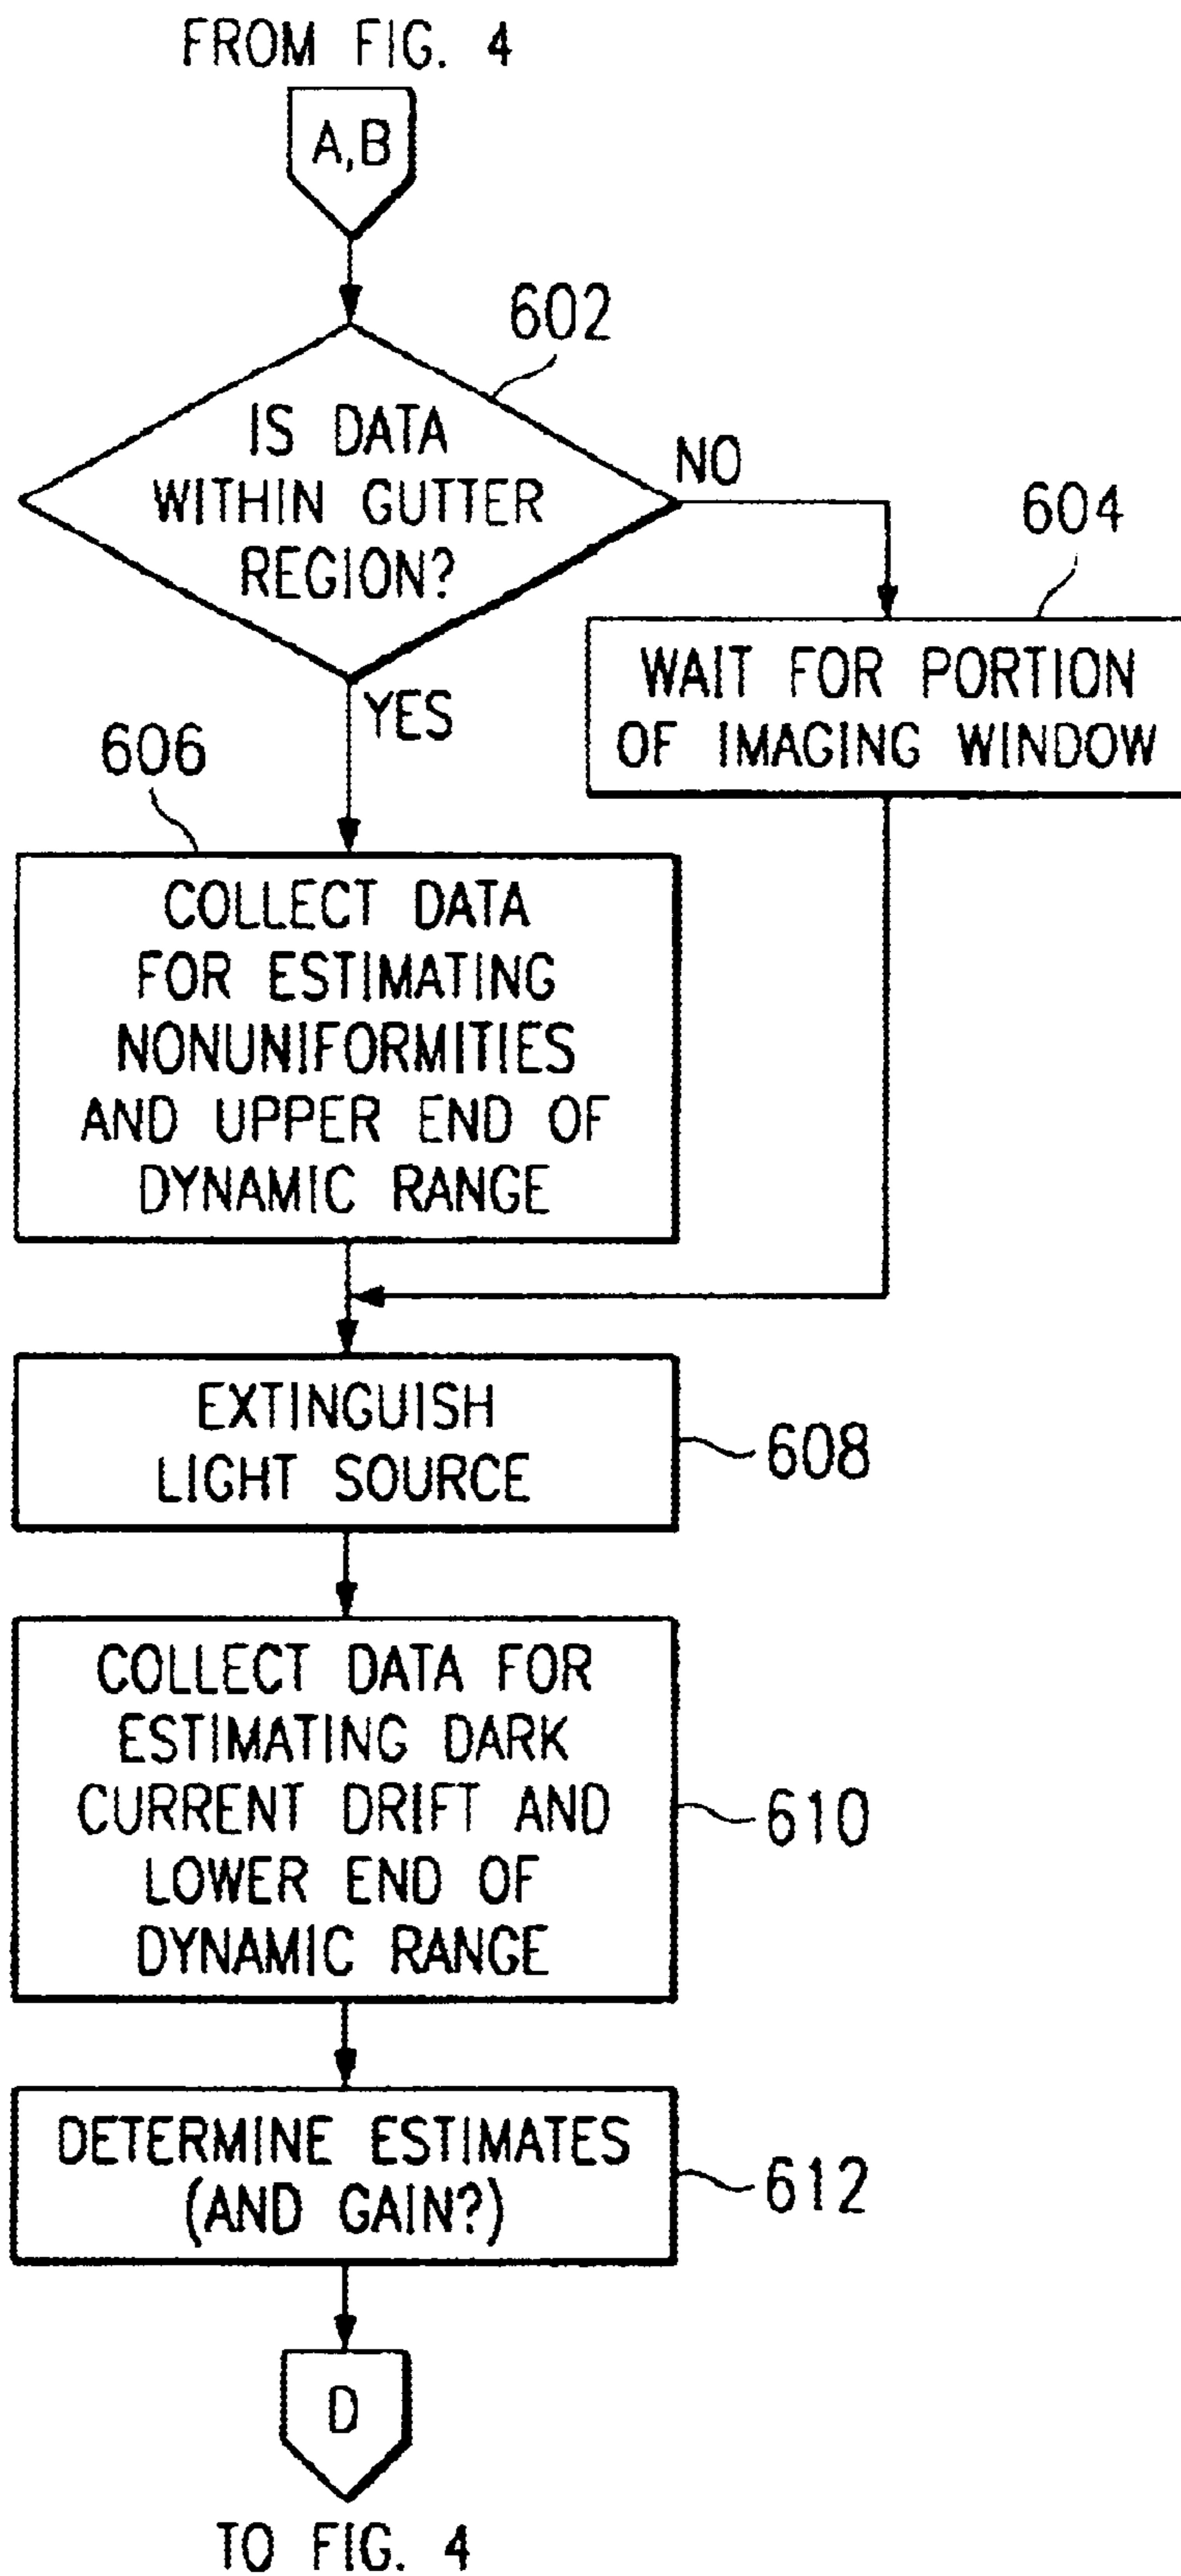 FROM FIG. 4
A,B
602
IS DATA
WITHIN GUTTER
REGION?
NO
604
WAIT FOR PORTION
OF IMAGING WINDOW
YES
606
COLLECT DATA
FOR ESTIMATING
NONUNIFORMITIES
AND UPPER END OF
DYNAMIC RANGE
EXTINGUISH
LIGHT SOURCE
608
COLLECT DATA FOR
ESTIMATING DARK
CURRENT DRIFT AND
LOWER END OF
DYNAMIC RANGE
610
DETERMINE ESTIMATES
(AND GAIN?)
612
D
TO FIG. 4